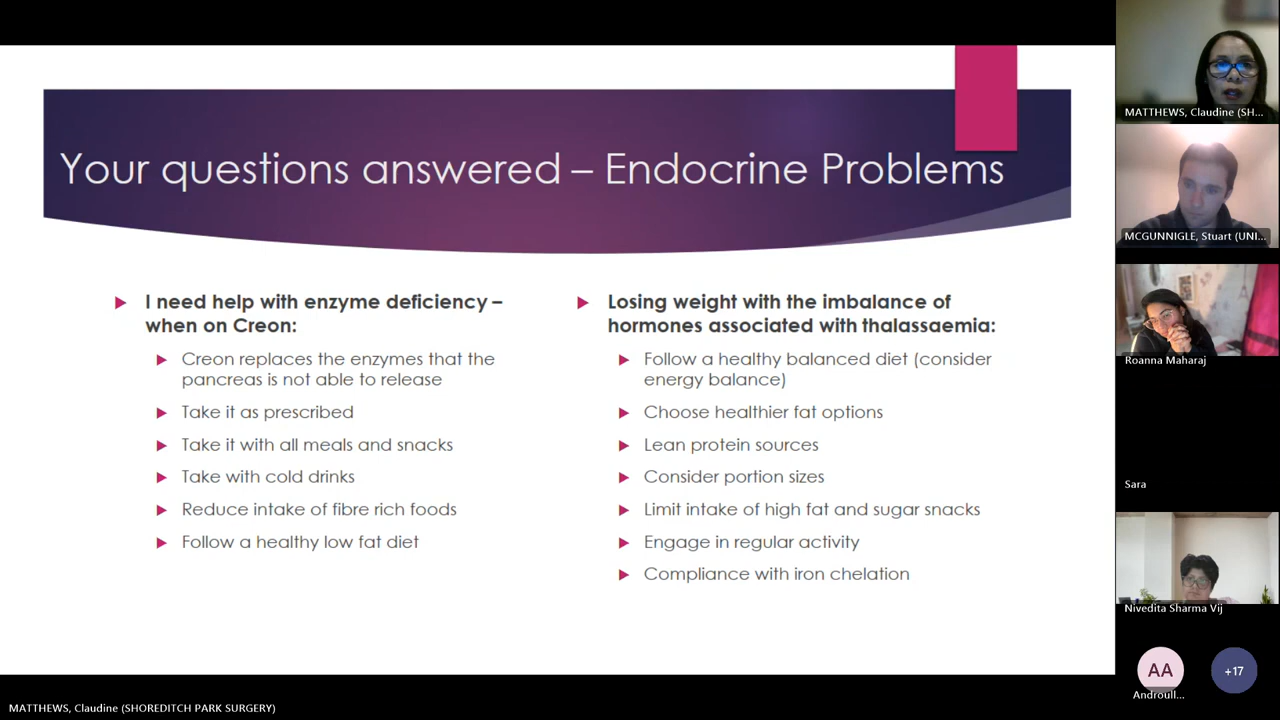 Your questions answered – Endocrine Problems
I need help with enzyme deficiency –
when on Creon:
Creon replaces the enzymes that the
pancreas is not able to release
Take it as prescribed
Take it with all meals and snacks
Take with cold drinks
Reduce intake of fibre rich foods
Follow a healthy low fat diet
Losing weight with the imbalance of
hormones associated with thalassaemia:
Follow a healthy balanced diet (consider
energy balance)
Choose healthier fat options
Lean protein sources
Consider portion sizes
Limit intake of high fat and sugar snacks
Engage in regular activity
Compliance with iron chelation
MATTHEWS, Claudine (SH...
MCGUNNIGLE, Stuart (UNI...
Roanna Maharaj
Sara
Nivedita Sharma Vij
AA
Androull...
+17
MATTHEWS, Claudine (SHOREDITCH PARK SURGERY)